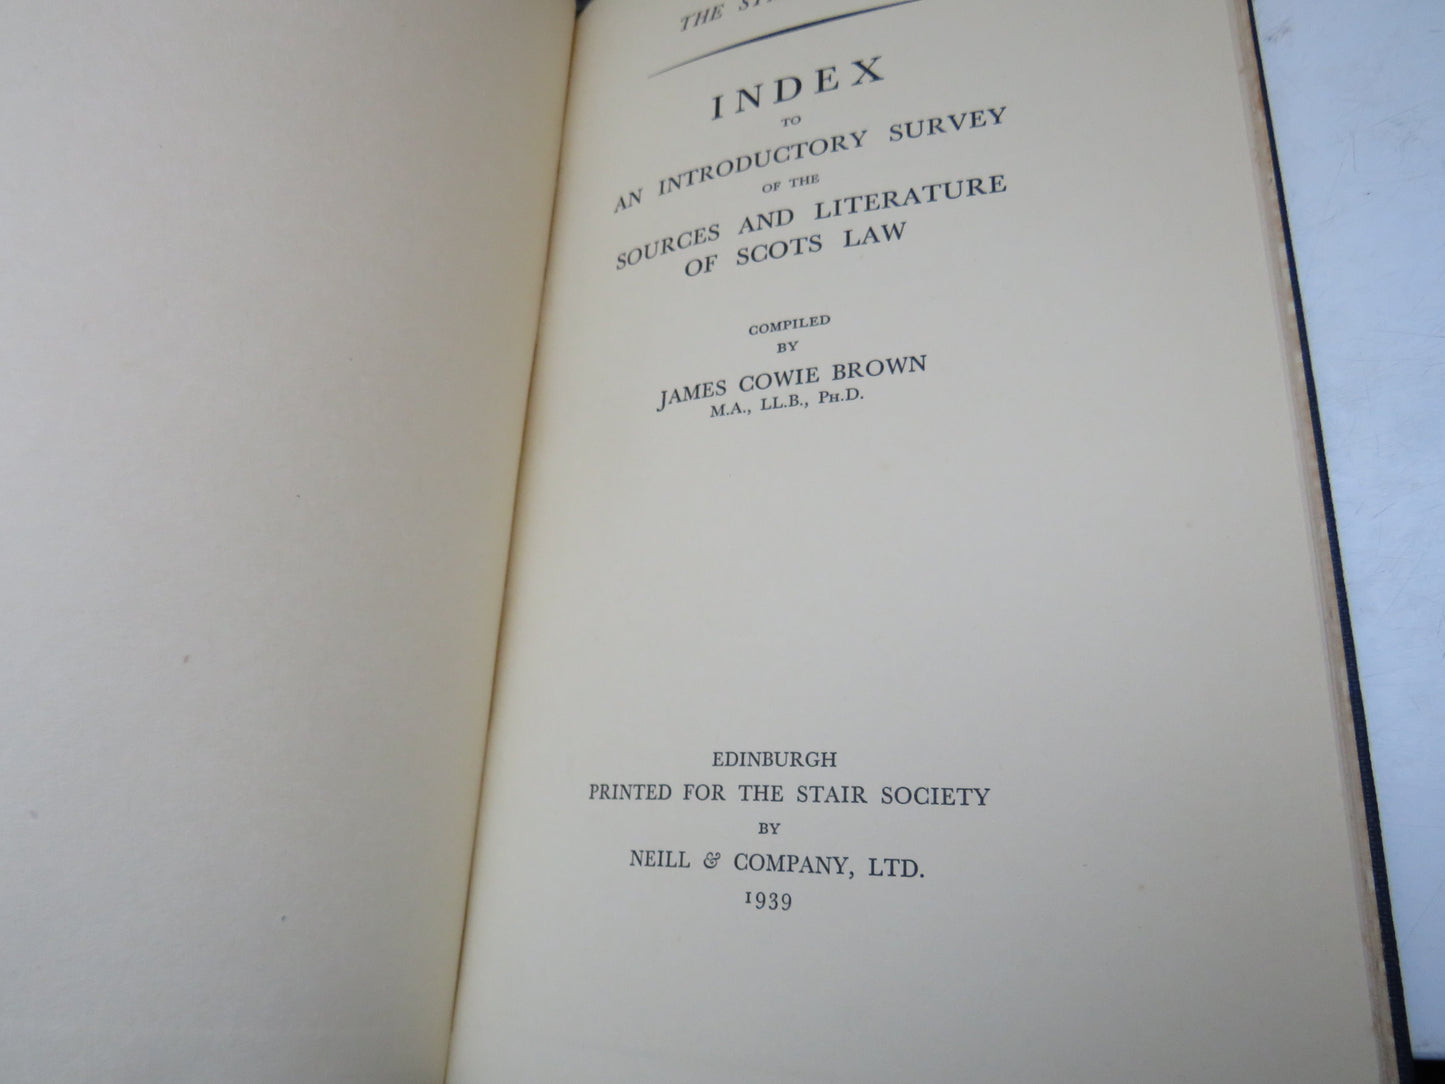 THE
INDEX
TO
AN INTRODUCTORY SURVEY
OF THE
SOURCES AND LITERATURE
OF SCOTS LAW
COMPILED
BY
JAMES COWIE BROWN
M.A., LL.B., PH.D.
EDINBURGH
PRINTED FOR THE STAIR SOCIETY
BY
NEILL & COMPANY, LTD.
1939